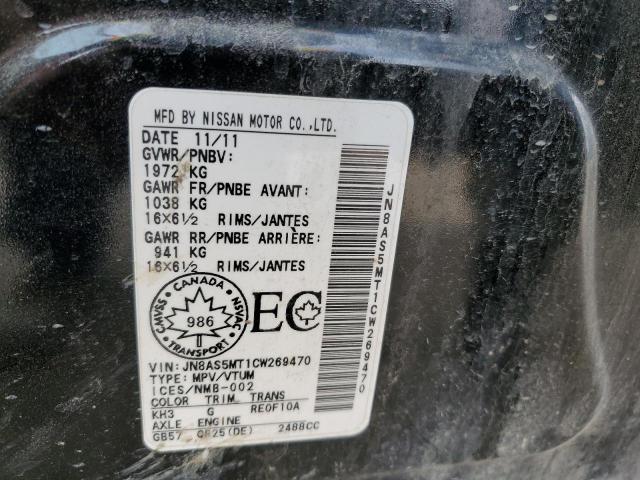 MFD BY NISSAN MOTOR CO.,LTD.
DATE 11/11
GVWR/PNBV:
1972 KG
GAWR FR/PNBE AVANT:
1038 KG
16X6½ RIMS/JANTES
GAWR RR/PNBE ARRIÈRE:
941 KG
16X6½ RIMS/JANTES
CANADA
CMVSS NSVAC
986
TRANSPORT
EC
VIN: JN8AS5MT1CW269470
TYPE: MPV/VTUM
ICES/NMB-002
COLOR TRIM TRANS
KH3 G RE0F10A
AXLE ENGINE
GB57 QR25(DE) 2488CC
JN8AS5MT1CW269470